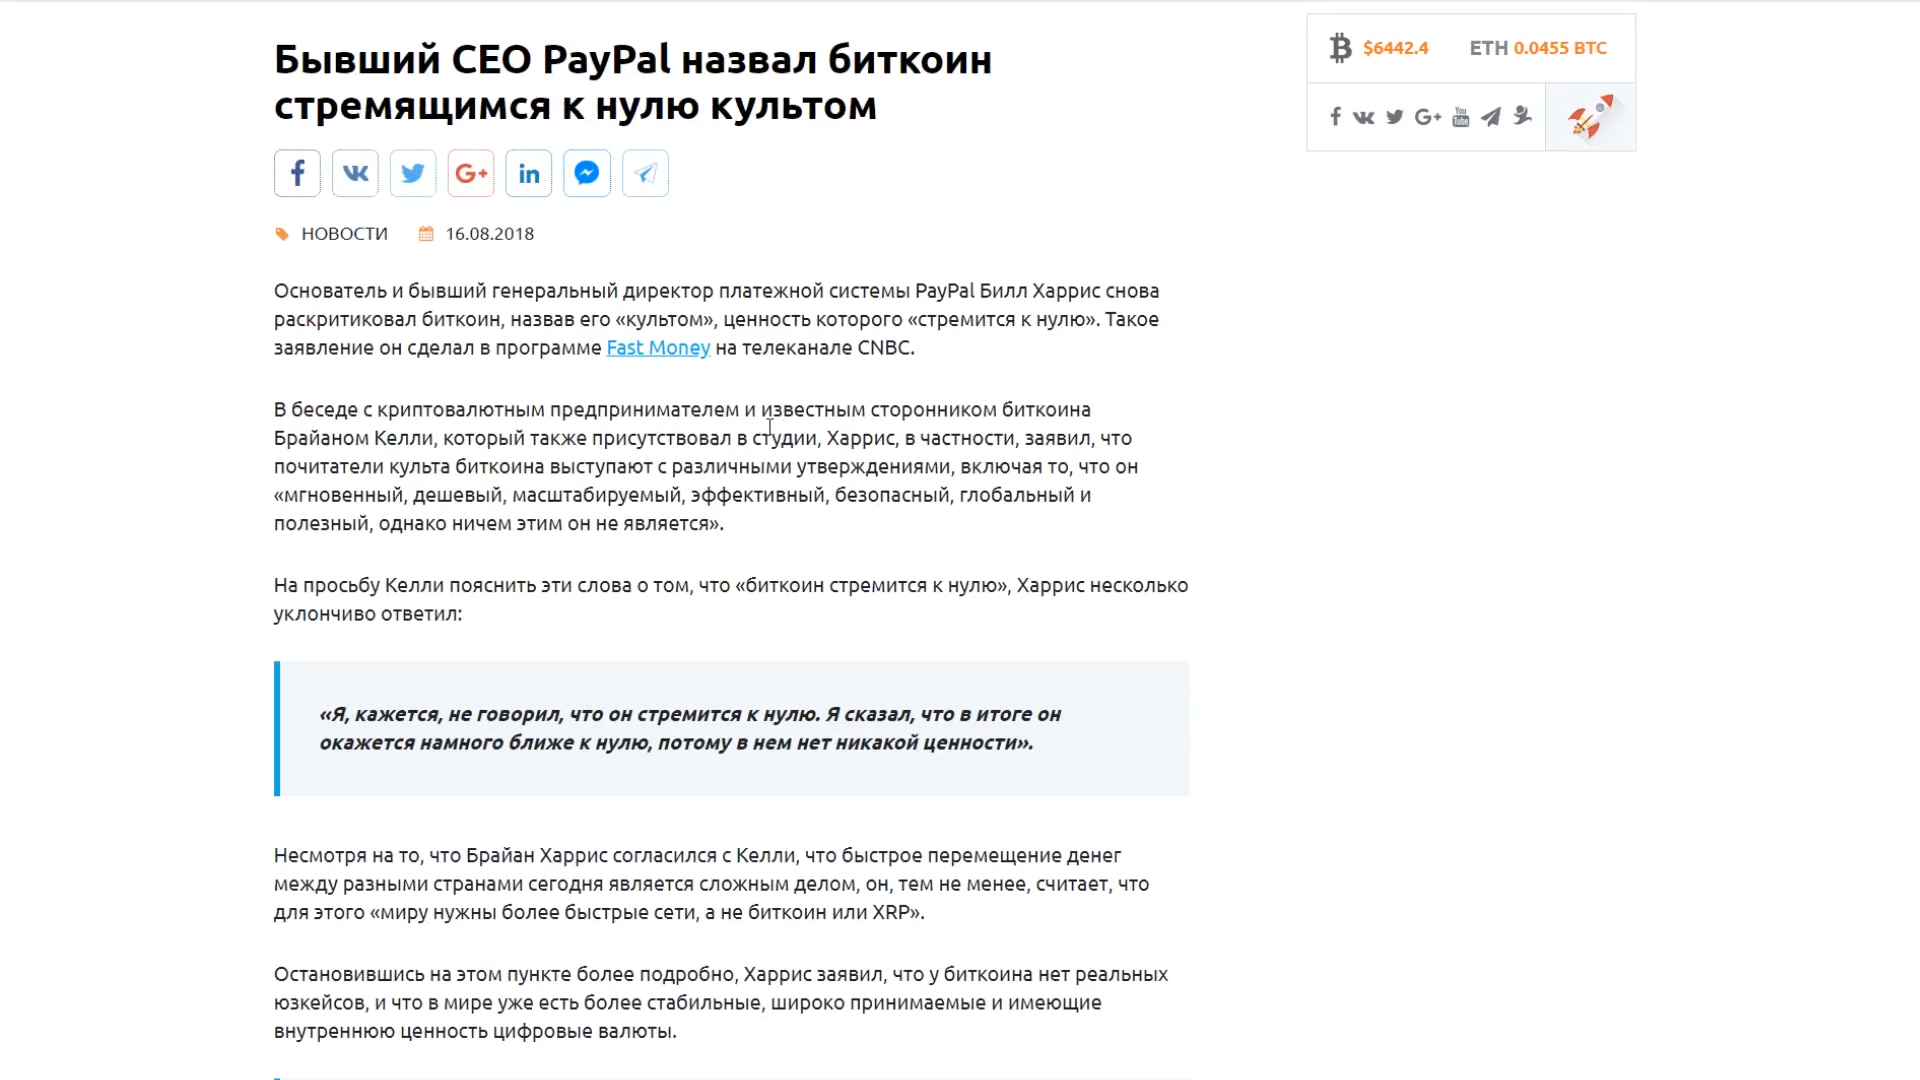 Бывший CEO PayPal назвал биткоин
стремящимся к нулю культом
$6442.4 ETH 0.0455 BTC
НОВОСТИ 16.08.2018
Основатель и бывший генеральный директор платежной системы PayPal Билл Харрис снова
раскритиковал биткоин, назвав его «культом», ценность которого «стремится к нулю». Такое
заявление он сделал в программе Fast Money на телеканале CNBC.
В беседе с криптовалютным предпринимателем и известным сторонником биткоина
Брайаном Келли, который также присутствовал в студии, Харрис, в частности, заявил, что
почитатели культа биткоина выступают с различными утверждениями, включая то, что он
«мгновенный, дешевый, масштабируемый, эффективный, безопасный, глобальный и
полезный, однако ничем этим он не является».
На просьбу Келли пояснить эти слова о том, что «биткоин стремится к нулю», Харрис несколько
уклончиво ответил:
«Я, кажется, не говорил, что он стремится к нулю. Я сказал, что в итоге он
окажется намного ближе к нулю, потому в нем нет никакой ценности».
Несмотря на то, что Брайан Харрис согласился с Келли, что быстрое перемещение денег
между разными странами сегодня является сложным делом, он, тем не менее, считает, что
для этого «миру нужны более быстрые сети, а не биткоин или XRP».
Остановившись на этом пункте более подробно, Харрис заявил, что у биткоина нет реальных
юзкейсов, и что в мире уже есть более стабильные, широко принимаемые и имеющие
внутреннюю ценность цифровые валюты.